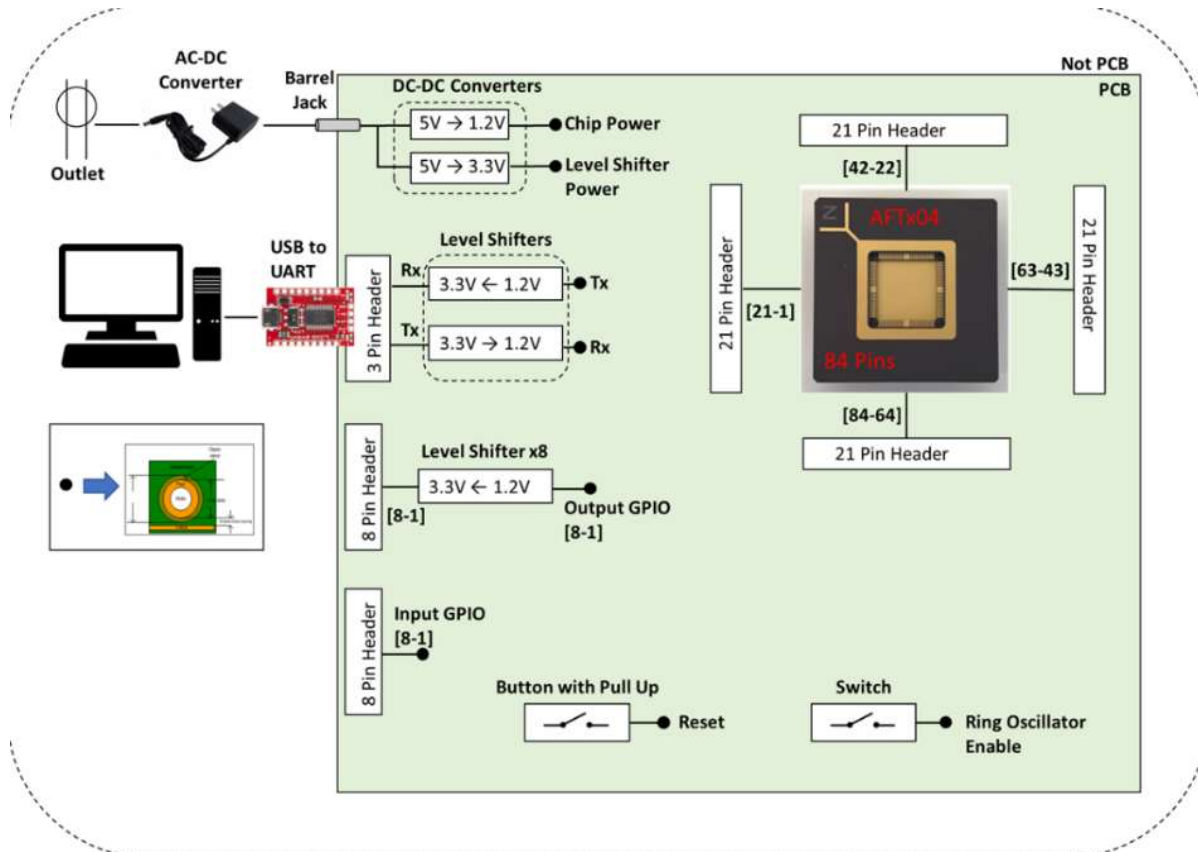 Not PCB
PCB
AC-DC
Converter
Outlet
Barrel
Jack
DC-DC Converters
5V → 1.2V
Chip Power
5V → 3.3V
Level Shifter
Power
USB to
UART
3 Pin Header
Level Shifters
Rx
3.3V ← 1.2V
Tx
Tx
3.3V → 1.2V
Rx
8 Pin Header
[8-1]
Level Shifter x8
3.3V ← 1.2V
Output GPIO
[8-1]
8 Pin Header
Input GPIO
[8-1]
Button with Pull Up
Reset
Switch
Ring Oscillator
Enable
21 Pin Header
[42-22]
21 Pin Header
[21-1]
AFTx04
84 Pins
[63-43]
21 Pin Header
[84-64]
21 Pin Header